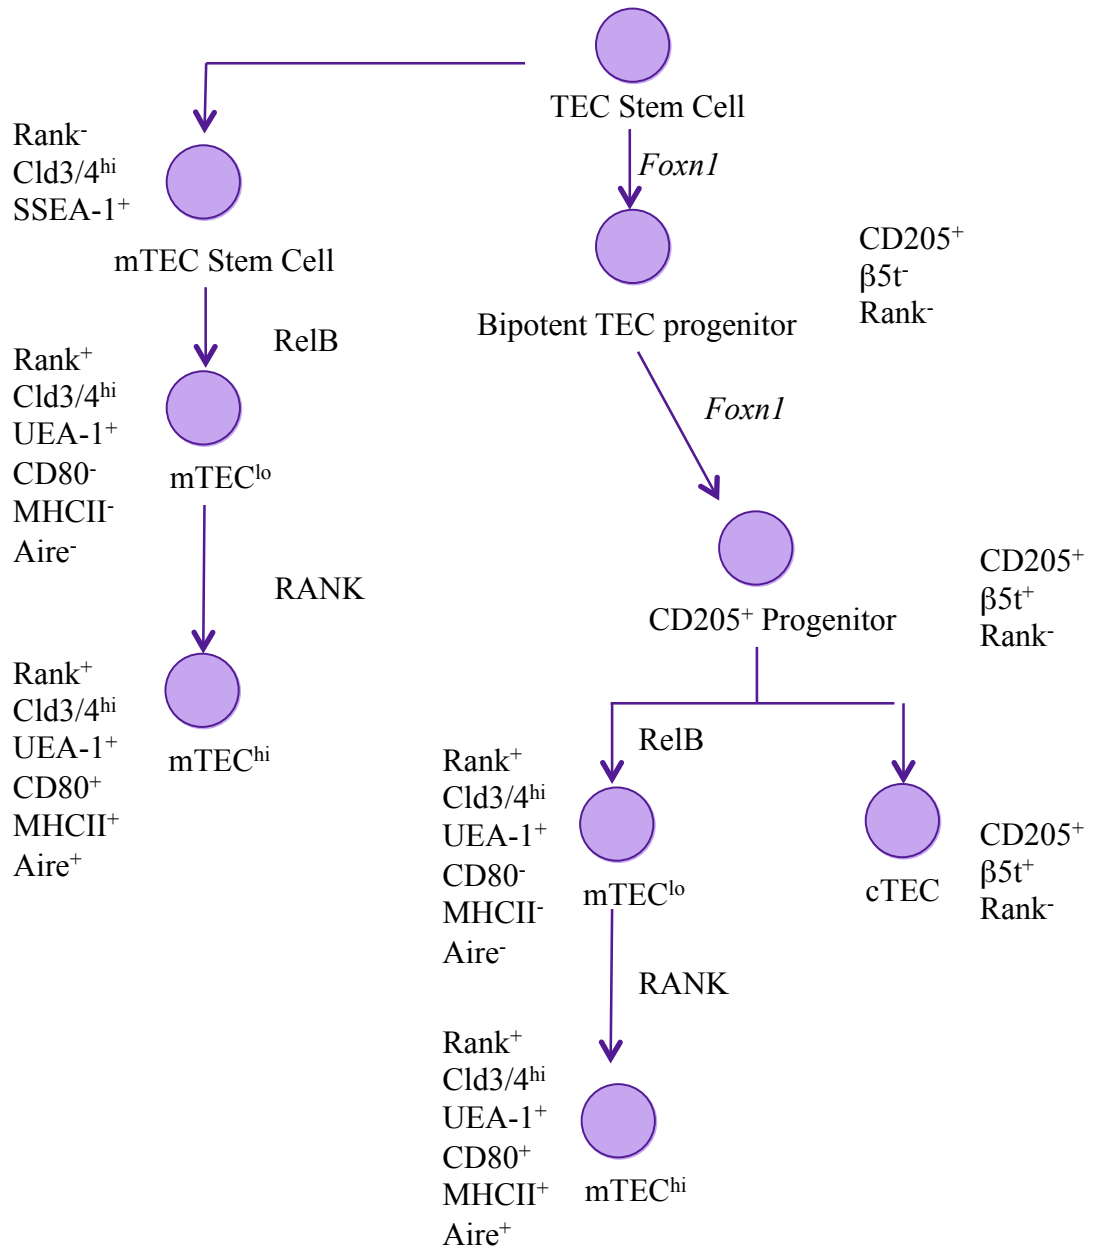 TEC Stem Cell
Foxn1
Rank⁻
Cld3/4ʰⁱ
SSEA-1⁺
mTEC Stem Cell
RelB
Rank⁺
Cld3/4ʰⁱ
UEA-1⁺
CD80⁻
MHCII⁻
Aire⁻
mTECˡᵒ
RANK
Rank⁺
Cld3/4ʰⁱ
UEA-1⁺
CD80⁺
MHCII⁺
Aire⁺
mTECʰⁱ
Bipotent TEC progenitor
CD205⁺
β5t⁻
Rank⁻
Foxn1
CD205⁺ Progenitor
CD205⁺
β5t⁺
Rank⁻
RelB
Rank⁺
Cld3/4ʰⁱ
UEA-1⁺
CD80⁻
MHCII⁻
Aire⁻
mTECˡᵒ
cTEC
CD205⁺
β5t⁺
Rank⁻
RANK
Rank⁺
Cld3/4ʰⁱ
UEA-1⁺
CD80⁺
MHCII⁺
Aire⁺
mTECʰⁱ